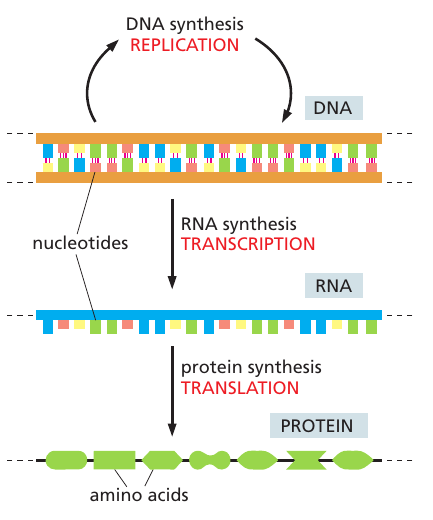 DNA synthesis
REPLICATION
DNA
RNA synthesis
TRANSCRIPTION
nucleotides
RNA
protein synthesis
TRANSLATION
PROTEIN
amino acids